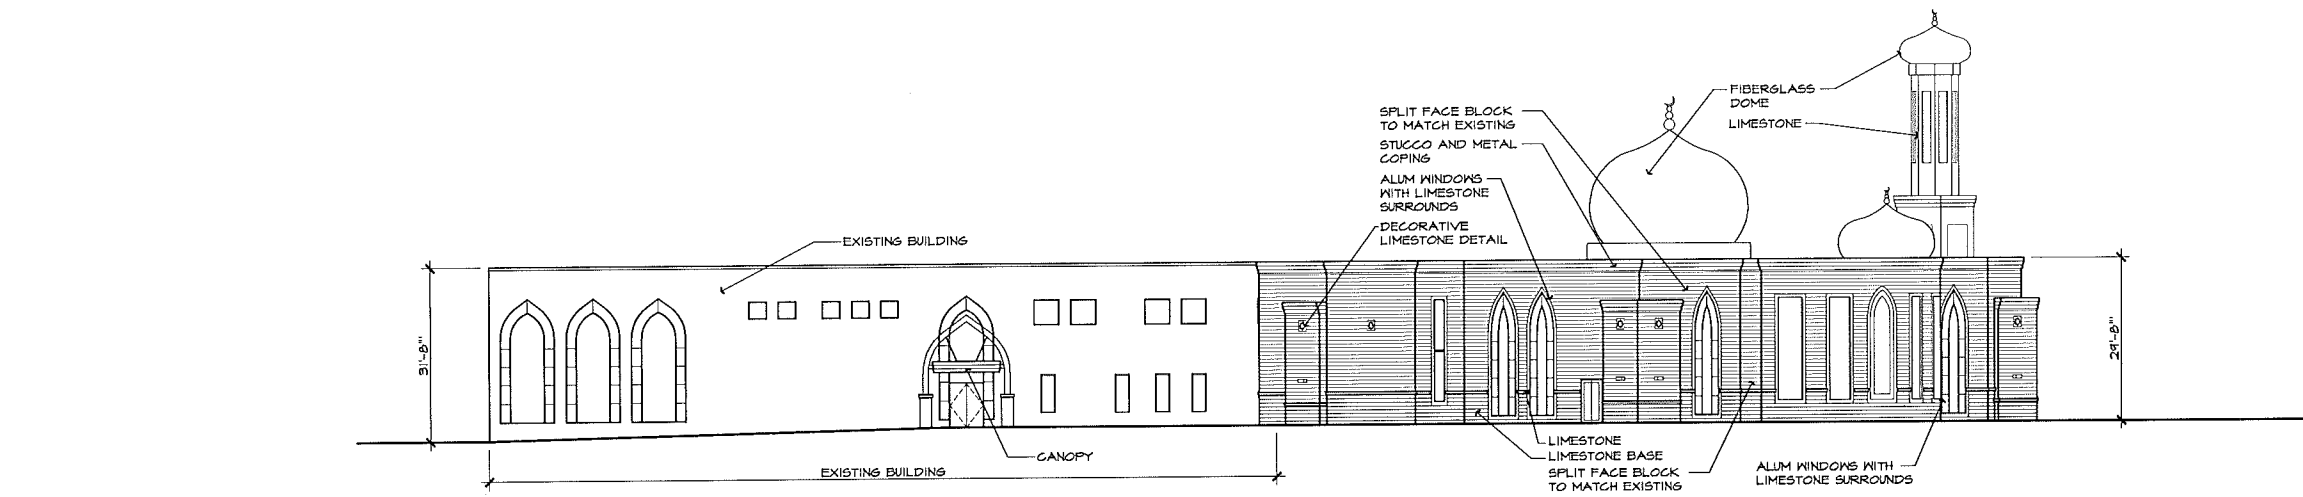 FIBERGLASS
DOME
LIMESTONE
SPLIT FACE BLOCK
TO MATCH EXISTING
STUCCO AND METAL
COPING
ALUM WINDOWS
WITH LIMESTONE
SURROUNDS
DECORATIVE
LIMESTONE DETAIL
EXISTING BUILDING
31'-8"
29'-8"
CANOPY
EXISTING BUILDING
LIMESTONE
LIMESTONE BASE
SPLIT FACE BLOCK
TO MATCH EXISTING
ALUM WINDOWS WITH
LIMESTONE SURROUNDS